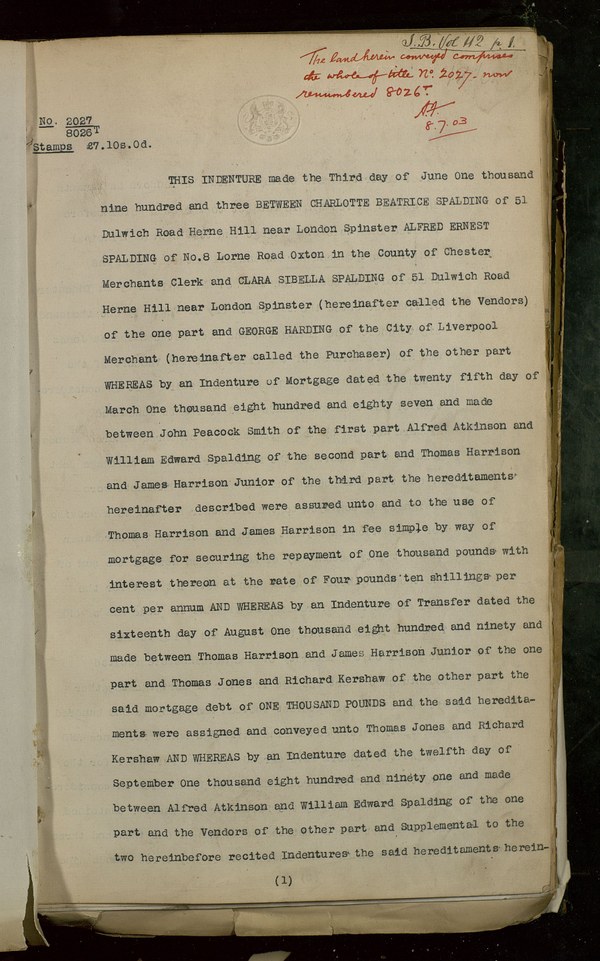 S.B. Vol 112 p. 1.
The land herein conveyed comprises
the whole of title No. 2027. now
renumbered 8026T.
8.7.03
No. 2027
8026T
Stamps £7.10s.0d.
THIS INDENTURE made the Third day of June One thousand
nine hundred and three BETWEEN CHARLOTTE BEATRICE SPALDING of 51
Dulwich Road Herne Hill near London Spinster ALFRED ERNEST
SPALDING of No.8 Lorne Road Oxton in the County of Chester
Merchants Clerk and CLARA SIBELLA SPALDING of 51 Dulwich Road
Herne Hill near London Spinster (hereinafter called the Vendors)
of the one part and GEORGE HARDING of the City of Liverpool
Merchant (hereinafter called the Purchaser) of the other part
WHEREAS by an Indenture of Mortgage dated the twenty fifth day of
March One thousand eight hundred and eighty seven and made
between John Peacock Smith of the first part Alfred Atkinson and
William Edward Spalding of the second part and Thomas Harrison
and James Harrison Junior of the third part the hereditaments
hereinafter described were assured unto and to the use of
Thomas Harrison and James Harrison in fee simple by way of
mortgage for securing the repayment of One thousand pounds with
interest thereon at the rate of Four pounds ten shillings per
cent per annum AND WHEREAS by an Indenture of Transfer dated the
sixteenth day of August One thousand eight hundred and ninety and
made between Thomas Harrison and James Harrison Junior of the one
part and Thomas Jones and Richard Kershaw of the other part the
said mortgage debt of ONE THOUSAND POUNDS and the said heredita-
ments were assigned and conveyed unto Thomas Jones and Richard
Kershaw AND WHEREAS by an Indenture dated the twelfth day of
September One thousand eight hundred and ninety one and made
between Alfred Atkinson and William Edward Spalding of the one
part and the Vendors of the other part and Supplemental to the
two hereinbefore recited Indentures the said hereditaments herein-
(1)